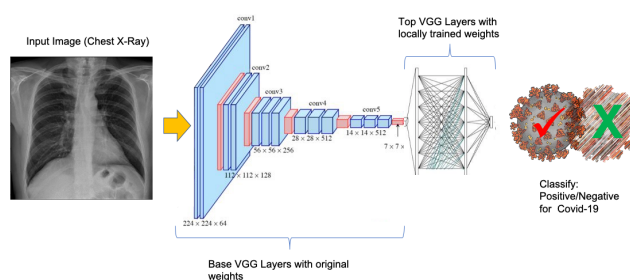 Input Image (Chest X-Ray)
conv1
conv2
conv3
conv4
conv5
Top VGG Layers with
locally trained weights
224 × 224 × 64
112 × 112 × 128
56 × 56 × 256
28 × 28 × 512
14 × 14 × 512
7 × 7 ×
Classify:
Positive/Negative
for Covid-19
Base VGG Layers with original
weights